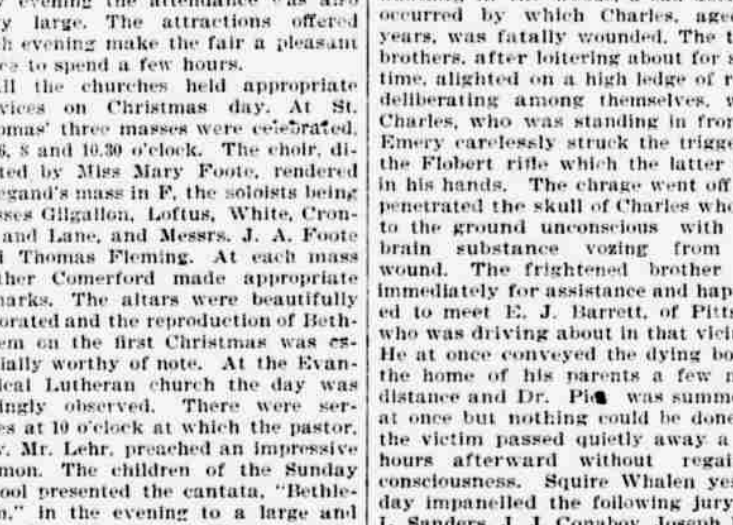 evening the attendance was also
y large. The attractions offered
h evening make the fair a pleasant
ce to spend a few hours.
ll the churches held appropriate
vices on Christmas day. At St.
omas' three masses were celebrated,
6, 8 and 10.30 o'clock. The choir, di-
ted by Miss Mary Foote, rendered
egand's mass in F, the soloists being
sses Gilgallon, Loftus, White, Cron-
and Lane, and Messrs. J. A. Foote
d Thomas Fleming. At each mass
ther Comerford made appropriate
marks. The altars were beautifully
orated and the reproduction of Beth-
em on the first Christmas was es-
ially worthy of note. At the Evan-
ical Lutheran church the day was
ingly observed. There were ser-
es at 10 o'clock at which the pastor,
v. Mr. Lehr, preached an impressive
mon. The children of the Sunday
ool presented the cantata, "Bethle-
m." in the evening to a large and
occurred by which Charles, aged
years, was fatally wounded. The t
brothers, after loitering about for s
time, alighted on a high ledge of r
deliberating among themselves, w
Charles, who was standing in fron
Emery carelessly struck the trigge
the Flobert rifle which the latter
in his hands. The chrage went off
penetrated the skull of Charles who
to the ground unconscious with
brain substance vozing from
wound. The frightened brother
immediately for assistance and hap
ed to meet E. J. Barrett, of Pitts
who was driving about in that vicin
He at once conveyed the dying bo
the home of his parents a few m
distance and Dr. was summo
at once but nothing could be done
the victim passed quietly away a
hours afterward without regai
consciousness. Squire Whalen yes
day impanelled the following jury
L. Sanders, J. J. Conaboy, Joseph